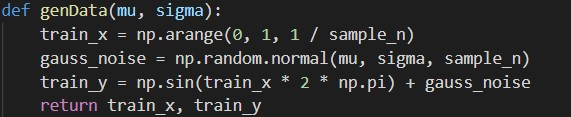 def genData(mu, sigma):
    train_x = np.arange(0, 1, 1 / sample_n)
    gauss_noise = np.random.normal(mu, sigma, sample_n)
    train_y = np.sin(train_x * 2 * np.pi) + gauss_noise
    return train_x, train_y